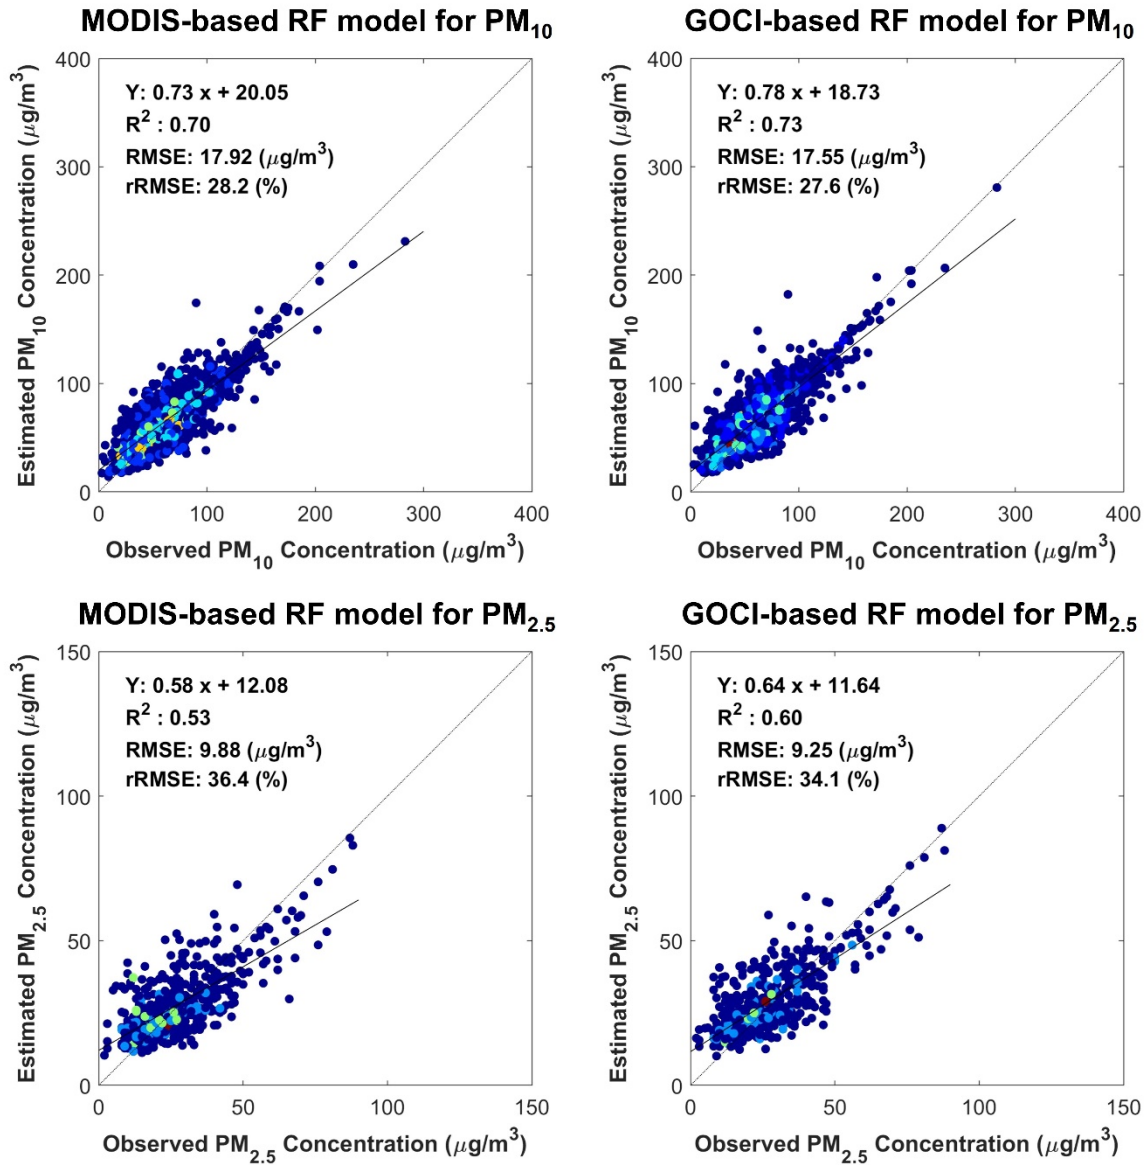 MODIS-based RF model for PM10
Y: 0.73 x + 20.05
R2 : 0.70
RMSE: 17.92 (μg/m3)
rRMSE: 28.2 (%)
400
300
200
100
0
Estimated PM10 Concentration (μg/m3)
0 100 200 300 400
Observed PM10 Concentration (μg/m3)
GOCI-based RF model for PM10
Y: 0.78 x + 18.73
R2 : 0.73
RMSE: 17.55 (μg/m3)
rRMSE: 27.6 (%)
400
300
200
100
0
Estimated PM10 Concentration (μg/m3)
0 100 200 300 400
Observed PM10 Concentration (μg/m3)
MODIS-based RF model for PM2.5
Y: 0.58 x + 12.08
R2 : 0.53
RMSE: 9.88 (μg/m3)
rRMSE: 36.4 (%)
150
100
50
0
Estimated PM2.5 Concentration (μg/m3)
0 50 100 150
Observed PM2.5 Concentration (μg/m3)
GOCI-based RF model for PM2.5
Y: 0.64 x + 11.64
R2 : 0.60
RMSE: 9.25 (μg/m3)
rRMSE: 34.1 (%)
150
100
50
0
Estimated PM2.5 Concentration (μg/m3)
0 50 100 150
Observed PM2.5 Concentration (μg/m3)